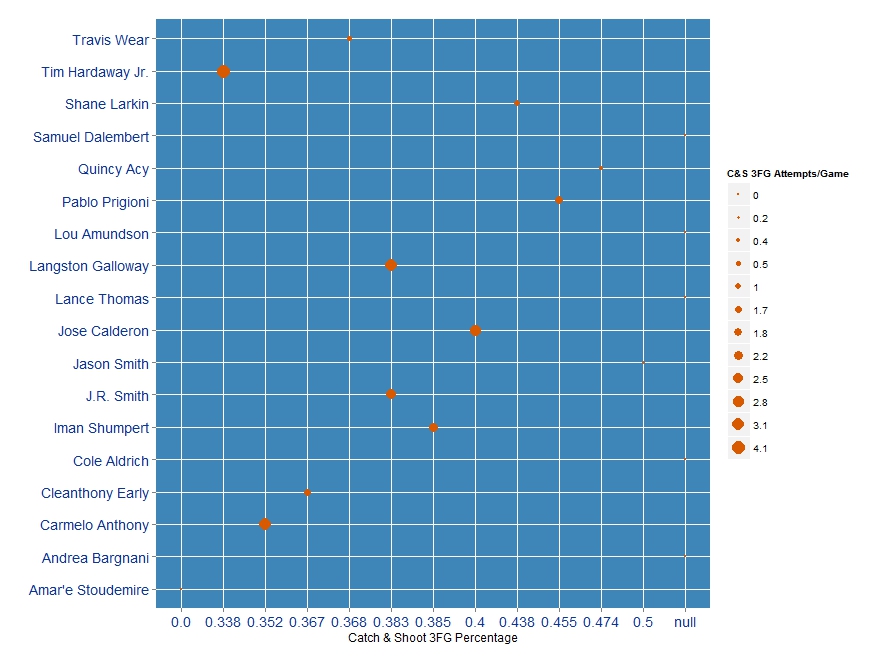 Travis Wear
Tim Hardaway Jr.
Shane Larkin
Samuel Dalembert
Quincy Acy
Pablo Prigioni
Lou Amundson
Langston Galloway
Lance Thomas
Jose Calderon
Jason Smith
J.R. Smith
Iman Shumpert
Cole Aldrich
Cleanthony Early
Carmelo Anthony
Andrea Bargnani
Amar'e Stoudemire
0.0 0.338 0.352 0.367 0.368 0.383 0.385 0.4 0.438 0.455 0.474 0.5 null
Catch & Shoot 3FG Percentage
C&S 3FG Attempts/Game
0
0.2
0.4
0.5
1
1.7
1.8
2.2
2.5
2.8
3.1
4.1